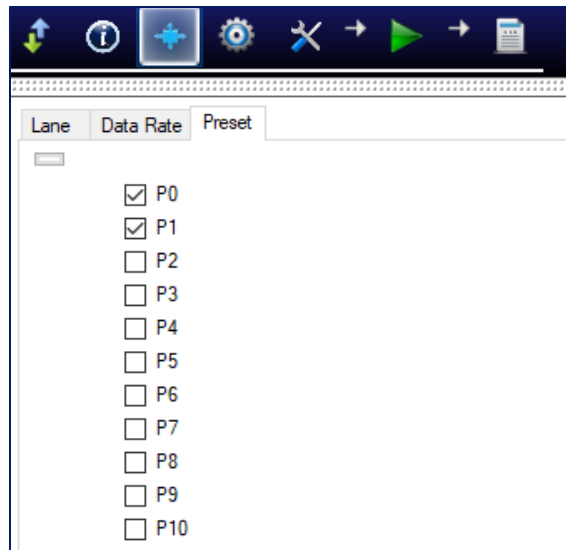 Lane Data Rate Preset
P0
P1
P2
P3
P4
P5
P6
P7
P8
P9
P10